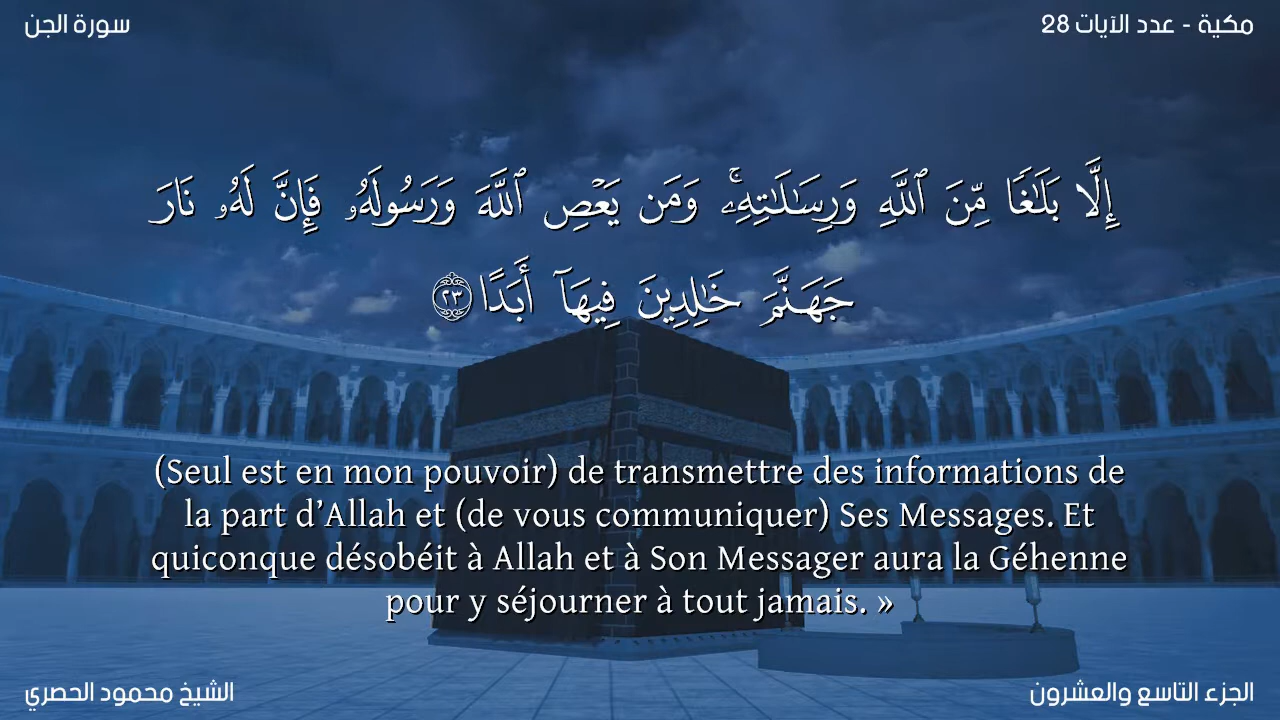 سورة الجن
مكية - عدد الآيات 28
إِلَّا بَلَٰغًا مِّنَ ٱللَّهِ وَرِسَٰلَٰتِهِۦۚ وَمَن يَعْصِ ٱللَّهَ وَرَسُولَهُۥ فَإِنَّ لَهُۥ نَارَ
جَهَنَّمَ خَٰلِدِينَ فِيهَآ أَبَدًا ٢٣
(Seul est en mon pouvoir) de transmettre des informations de
la part d’Allah et (de vous communiquer) Ses Messages. Et
quiconque désobéit à Allah et à Son Messager aura la Géhenne
pour y séjourner à tout jamais. »
الشيخ محمود الحصري
الجزء التاسع والعشرون